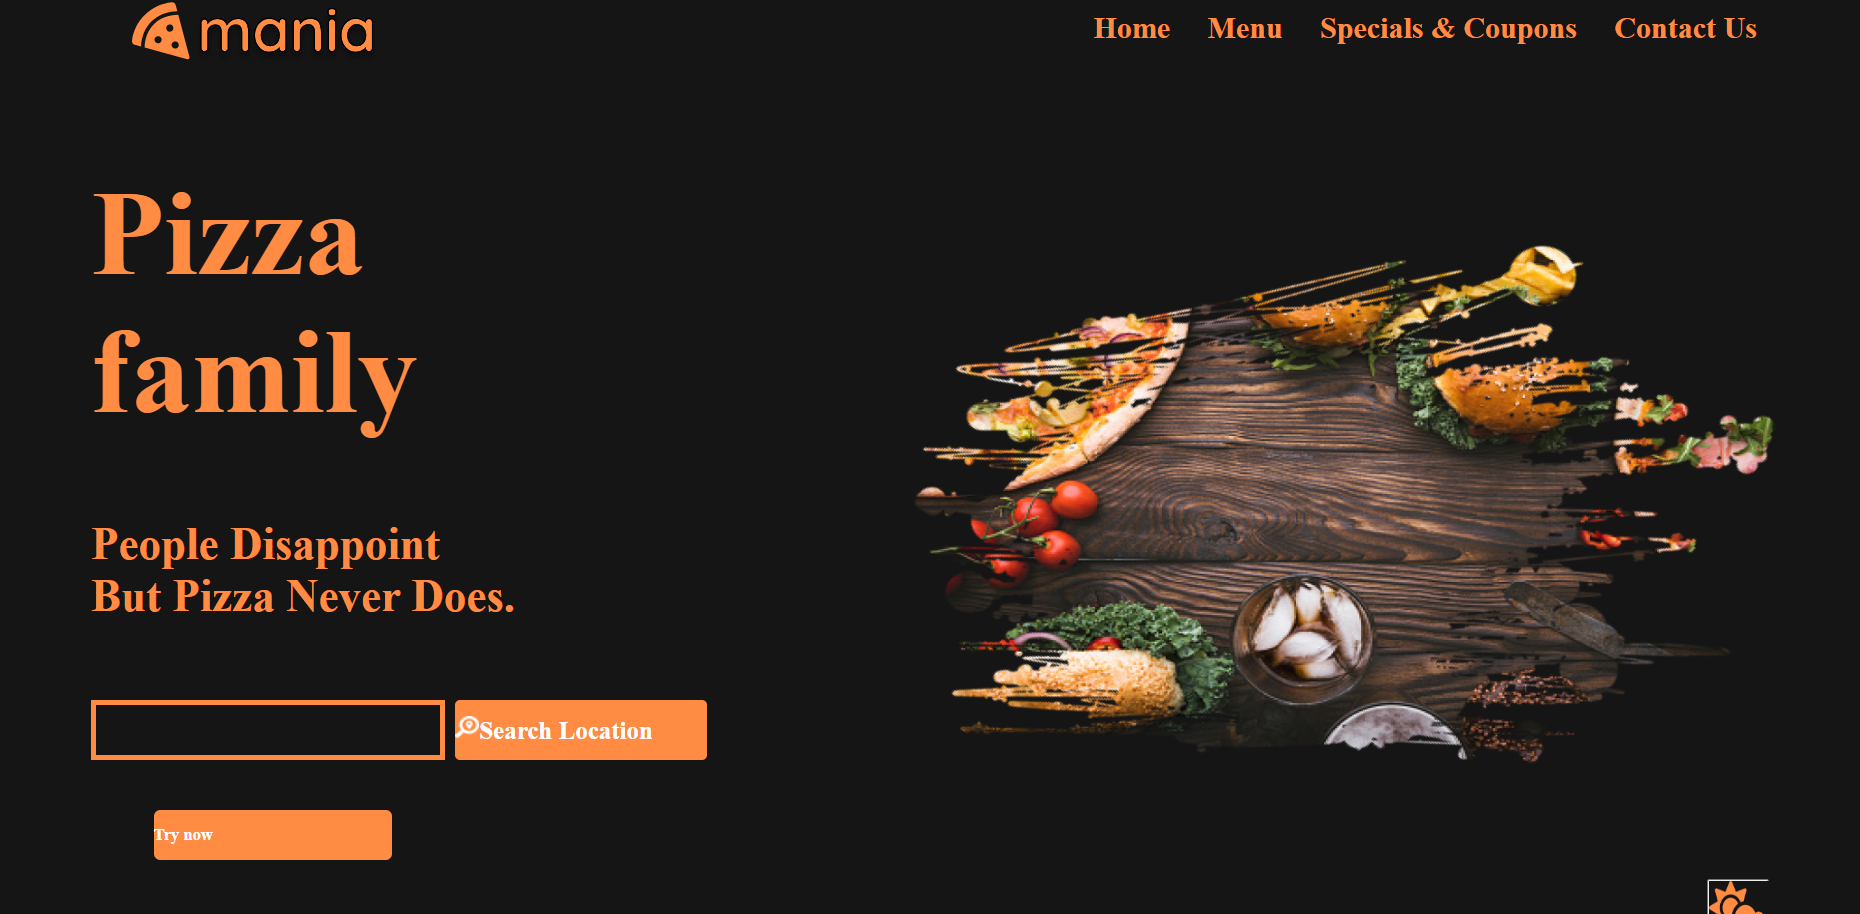 mania
Home Menu Specials & Coupons Contact Us
Pizza
family
People Disappoint
But Pizza Never Does.
Search Location
Try now